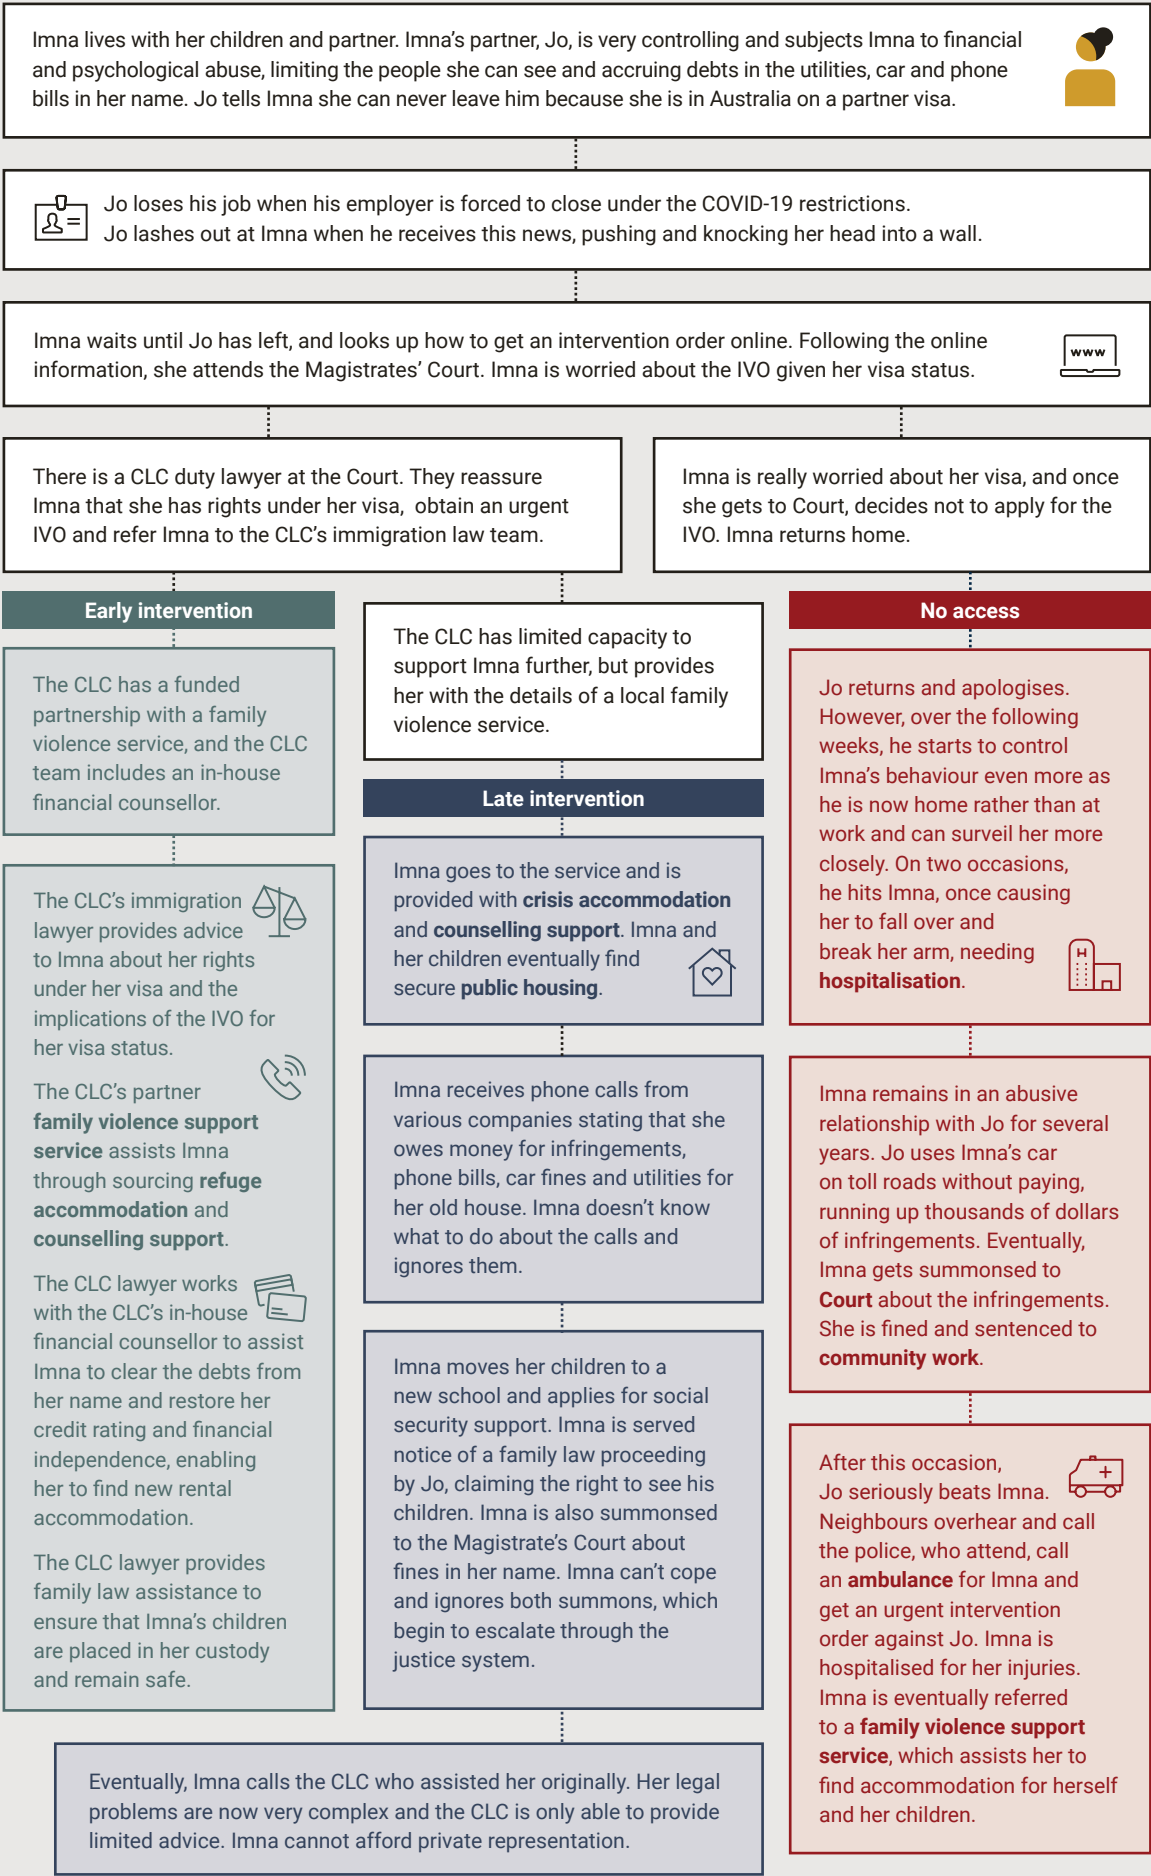 Imna lives with her children and partner. Imna's partner, Jo, is very controlling and subjects Imna to financial
and psychological abuse, limiting the people she can see and accruing debts in the utilities, car and phone
bills in her name. Jo tells Imna she can never leave him because she is in Australia on a partner visa.
Jo loses his job when his employer is forced to close under the COVID-19 restrictions.
Jo lashes out at Imna when he receives this news, pushing and knocking her head into a wall.
Imna waits until Jo has left, and looks up how to get an intervention order online. Following the online
information, she attends the Magistrates' Court. Imna is worried about the IVO given her visa status.
www
There is a CLC duty lawyer at the Court. They reassure
Imna that she has rights under her visa, obtain an urgent
IVO and refer Imna to the CLC's immigration law team.
Imna is really worried about her visa, and once
she gets to Court, decides not to apply for the
IVO. Imna returns home.
Early intervention
The CLC has a funded
partnership with a family
violence service, and the CLC
team includes an in-house
financial counsellor.
The CLC's immigration
lawyer provides advice
to Imna about her rights
under her visa and the
implications of the IVO for
her visa status.
The CLC's partner
family violence support
service assists Imna
through sourcing refuge
accommodation and
counselling support.
The CLC lawyer works
with the CLC's in-house
financial counsellor to assist
Imna to clear the debts from
her name and restore her
credit rating and financial
independence, enabling
her to find new rental
accommodation.
The CLC lawyer provides
family law assistance to
ensure that Imna's children
are placed in her custody
and remain safe.
The CLC has limited capacity to
support Imna further, but provides
her with the details of a local family
violence service.
Late intervention
Imna goes to the service and is
provided with crisis accommodation
and counselling support. Imna and
her children eventually find
secure public housing.
Imna receives phone calls from
various companies stating that she
owes money for infringements,
phone bills, car fines and utilities for
her old house. Imna doesn't know
what to do about the calls and
ignores them.
Imna moves her children to a
new school and applies for social
security support. Imna is served
notice of a family law proceeding
by Jo, claiming the right to see his
children. Imna is also summonsed
to the Magistrate's Court about
fines in her name. Imna can't cope
and ignores both summons, which
begin to escalate through the
justice system.
Eventually, Imna calls the CLC who assisted her originally. Her legal
problems are now very complex and the CLC is only able to provide
limited advice. Imna cannot afford private representation.
No access
Jo returns and apologises.
However, over the following
weeks, he starts to control
Imna's behaviour even more as
he is now home rather than at
work and can surveil her more
closely. On two occasions,
he hits Imna, once causing
her to fall over and
break her arm, needing
hospitalisation.
H
Imna remains in an abusive
relationship with Jo for several
years. Jo uses Imna's car
on toll roads without paying,
running up thousands of dollars
of infringements. Eventually,
Imna gets summonsed to
Court about the infringements.
She is fined and sentenced to
community work.
After this occasion,
Jo seriously beats Imna.
Neighbours overhear and call
the police, who attend, call
an ambulance for Imna and
get an urgent intervention
order against Jo. Imna is
hospitalised for her injuries.
Imna is eventually referred
to a family violence support
service, which assists her to
find accommodation for herself
and her children.